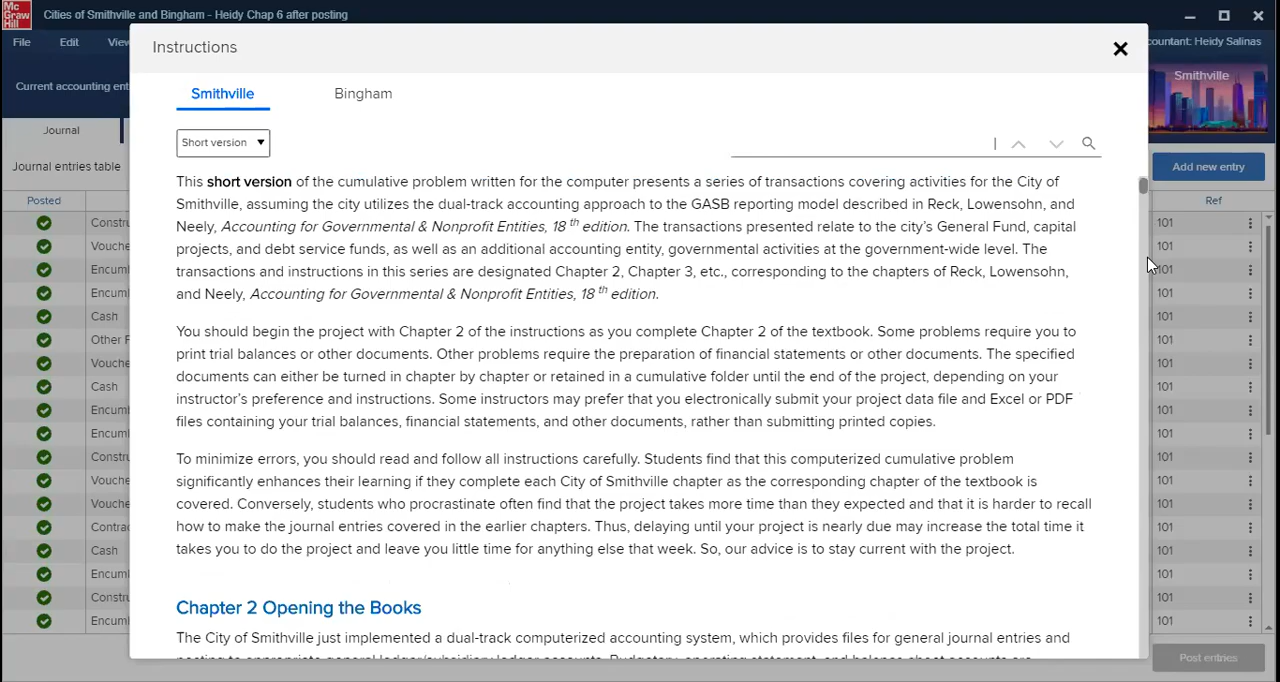 Mc Graw Hill
Cities of Smithville and Bingham - Heidy Chap 6 after posting
File Edit View
Accountant: Heidy Salinas
Instructions
Current accounting
Smithville
Smithville Bingham
Journal
Short version
Journal entries table
Add new entry
Posted
Ref
This short version of the cumulative problem written for the computer presents a series of transactions covering activities for the City of
Smithville, assuming the city utilizes the dual-track accounting approach to the GASB reporting model described in Reck, Lowensohn, and
Neely, Accounting for Governmental & Nonprofit Entities, 18 th edition. The transactions presented relate to the city's General Fund, capital
projects, and debt service funds, as well as an additional accounting entity, governmental activities at the government-wide level. The
transactions and instructions in this series are designated Chapter 2, Chapter 3, etc., corresponding to the chapters of Reck, Lowensohn,
and Neely, Accounting for Governmental & Nonprofit Entities, 18 th edition.
You should begin the project with Chapter 2 of the instructions as you complete Chapter 2 of the textbook. Some problems require you to
print trial balances or other documents. Other problems require the preparation of financial statements or other documents. The specified
documents can either be turned in chapter by chapter or retained in a cumulative folder until the end of the project, depending on your
instructor's preference and instructions. Some instructors may prefer that you electronically submit your project data file and Excel or PDF
files containing your trial balances, financial statements, and other documents, rather than submitting printed copies.
To minimize errors, you should read and follow all instructions carefully. Students find that this computerized cumulative problem
significantly enhances their learning if they complete each City of Smithville chapter as the corresponding chapter of the textbook is
covered. Conversely, students who procrastinate often find that the project takes more time than they expected and that it is harder to recall
how to make the journal entries covered in the earlier chapters. Thus, delaying until your project is nearly due may increase the total time it
takes you to do the project and leave you little time for anything else that week. So, our advice is to stay current with the project.
Chapter 2 Opening the Books
The City of Smithville just implemented a dual-track computerized accounting system, which provides files for general journal entries and
Constru 101
Vouche 101
Encumb 101
Encumb 101
Cash 101
Other F 101
Vouche 101
Cash 101
Encumb 101
Encumb 101
Constru 101
Vouche 101
Vouche 101
Contrac 101
Cash 101
Encumb 101
Constru 101
Encumb 101
Post entries